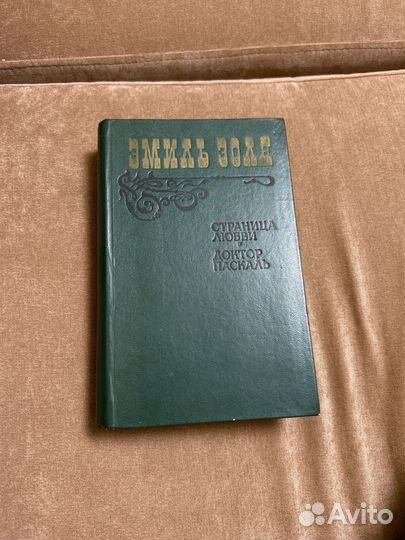 ЭМИЛЬ ЗОЛЯ
СТРАНИЦА
ЛЮБВИ
ДОКТОР
ПАСКАЛЬ
Avito